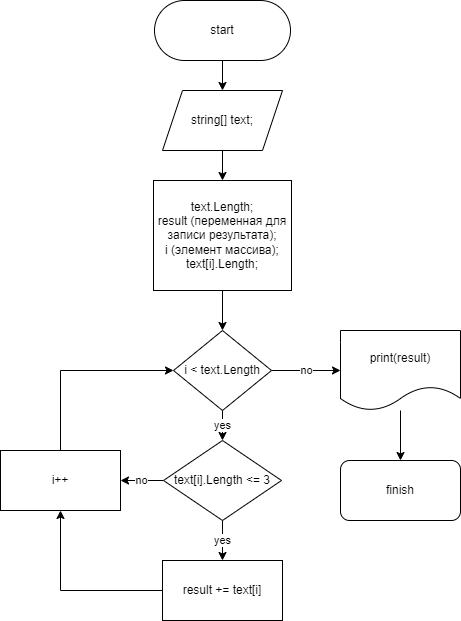 start
string[] text;
text.Length;
result (переменная для
записи результата);
i (элемент массива);
text[i].Length;
i < text.Length
no
print(result)
yes
i++
no
text[i].Length <= 3
finish
yes
result += text[i]